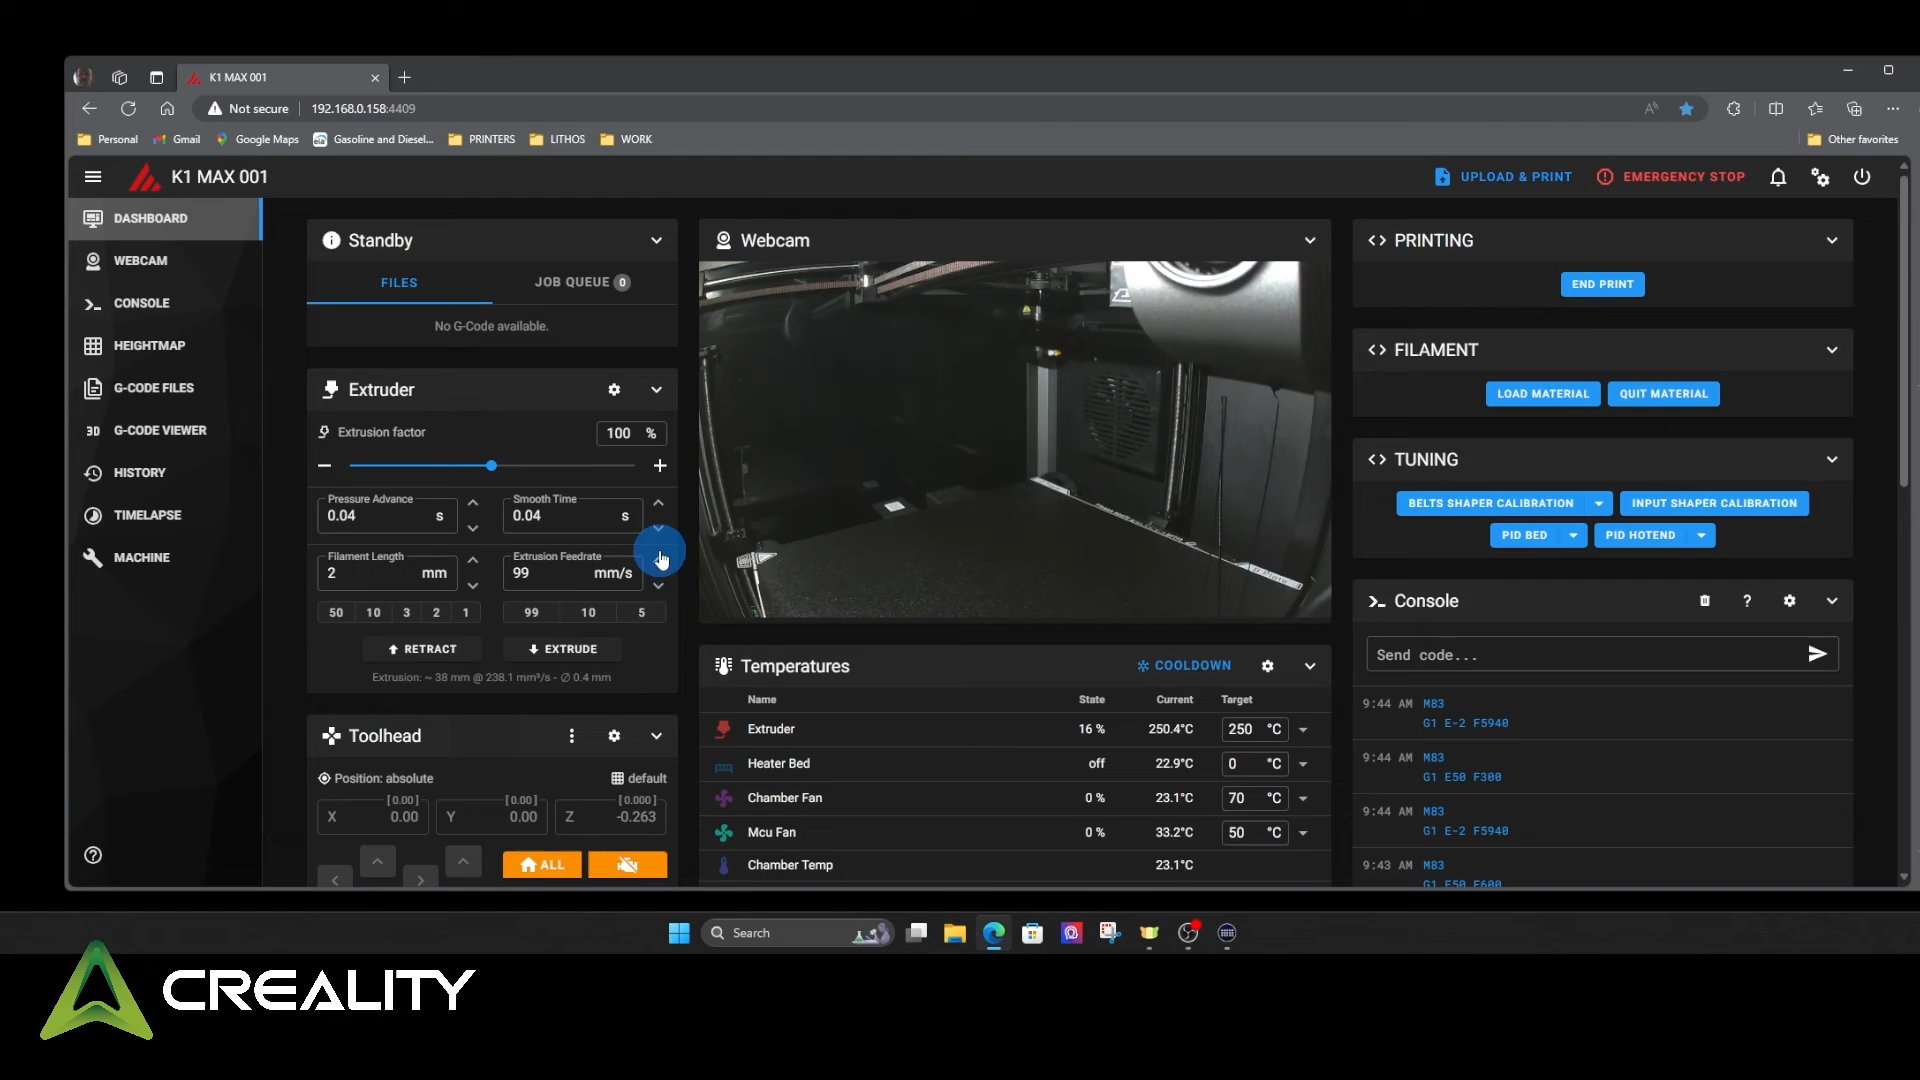 K1 MAX 001
Not secure
192.168.0.158:4409
Personal
Gmail
Google Maps
eia
Gasoline and Diesel...
PRINTERS
LITHOS
WORK
Other favorites
K1 MAX 001
UPLOAD & PRINT
EMERGENCY STOP
DASHBOARD
WEBCAM
CONSOLE
HEIGHTMAP
G-CODE FILES
3D G-CODE VIEWER
HISTORY
TIMELAPSE
MACHINE
Standby
FILES
JOB QUEUE 0
No G-Code available.
Extruder
Extrusion factor
100 %
Pressure Advance
0.04 s
Smooth Time
0.04 s
Filament Length
2 mm
Extrusion Feedrate
99 mm/s
50 10 3 2 1
99 10 5
RETRACT
EXTRUDE
Extrusion: ~ 38 mm @ 238.1 mm³/s - ∅ 0.4 mm
Toolhead
Position: absolute
default
X [0.00] 0.00
Y [0.00] 0.00
Z [0.000] -0.263
ALL
Webcam
Temperatures
COOLDOWN
Name State Current Target
Extruder 16 % 250.4°C 250 °C
Heater Bed off 22.9°C 0 °C
Chamber Fan 0 % 23.1°C 70 °C
Mcu Fan 0 % 33.2°C 50 °C
Chamber Temp 23.1°C
PRINTING
END PRINT
FILAMENT
LOAD MATERIAL
QUIT MATERIAL
TUNING
BELTS SHAPER CALIBRATION
INPUT SHAPER CALIBRATION
PID BED
PID HOTEND
Console
Send code...
9:44 AM M83
G1 E-2 F5940
9:44 AM M83
G1 E50 F300
9:44 AM M83
G1 E-2 F5940
9:43 AM M83
G1 E50 F600
Search
CREALITY